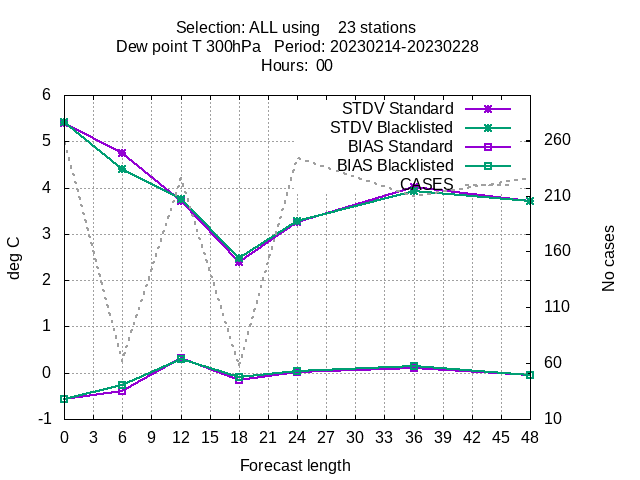 Selection: ALL using    23 stations
Dew point T 300hPa   Period: 20230214-20230228
Hours:  00
STDV Standard
STDV Blacklisted
BIAS Standard
BIAS Blacklisted
CASES
6
5
4
3
2
1
0
-1
deg C
260
210
160
110
60
10
No cases
0 3 6 9 12 15 18 21 24 27 30 33 36 39 42 45 48
Forecast length